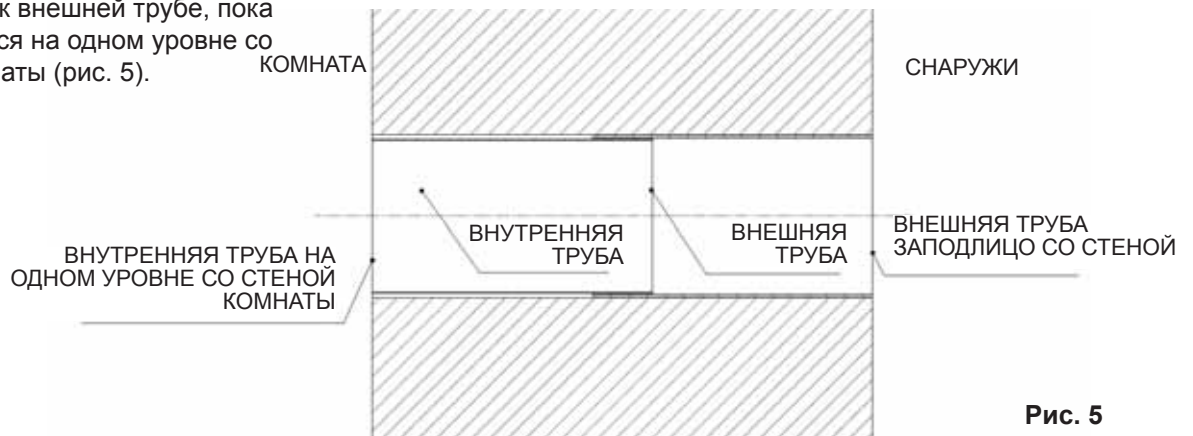 к внешней трубе, пока
ся на одном уровне со
аты (рис. 5).
КОМНАТА
СНАРУЖИ
ВНУТРЕННЯЯ ТРУБА НА
ОДНОМ УРОВНЕ СО СТЕНОЙ
КОМНАТЫ
ВНУТРЕННЯЯ
ТРУБА
ВНЕШНЯЯ
ТРУБА
ВНЕШНЯЯ ТРУБА
ЗАПОДЛИЦО СО СТЕНОЙ
Рис. 5